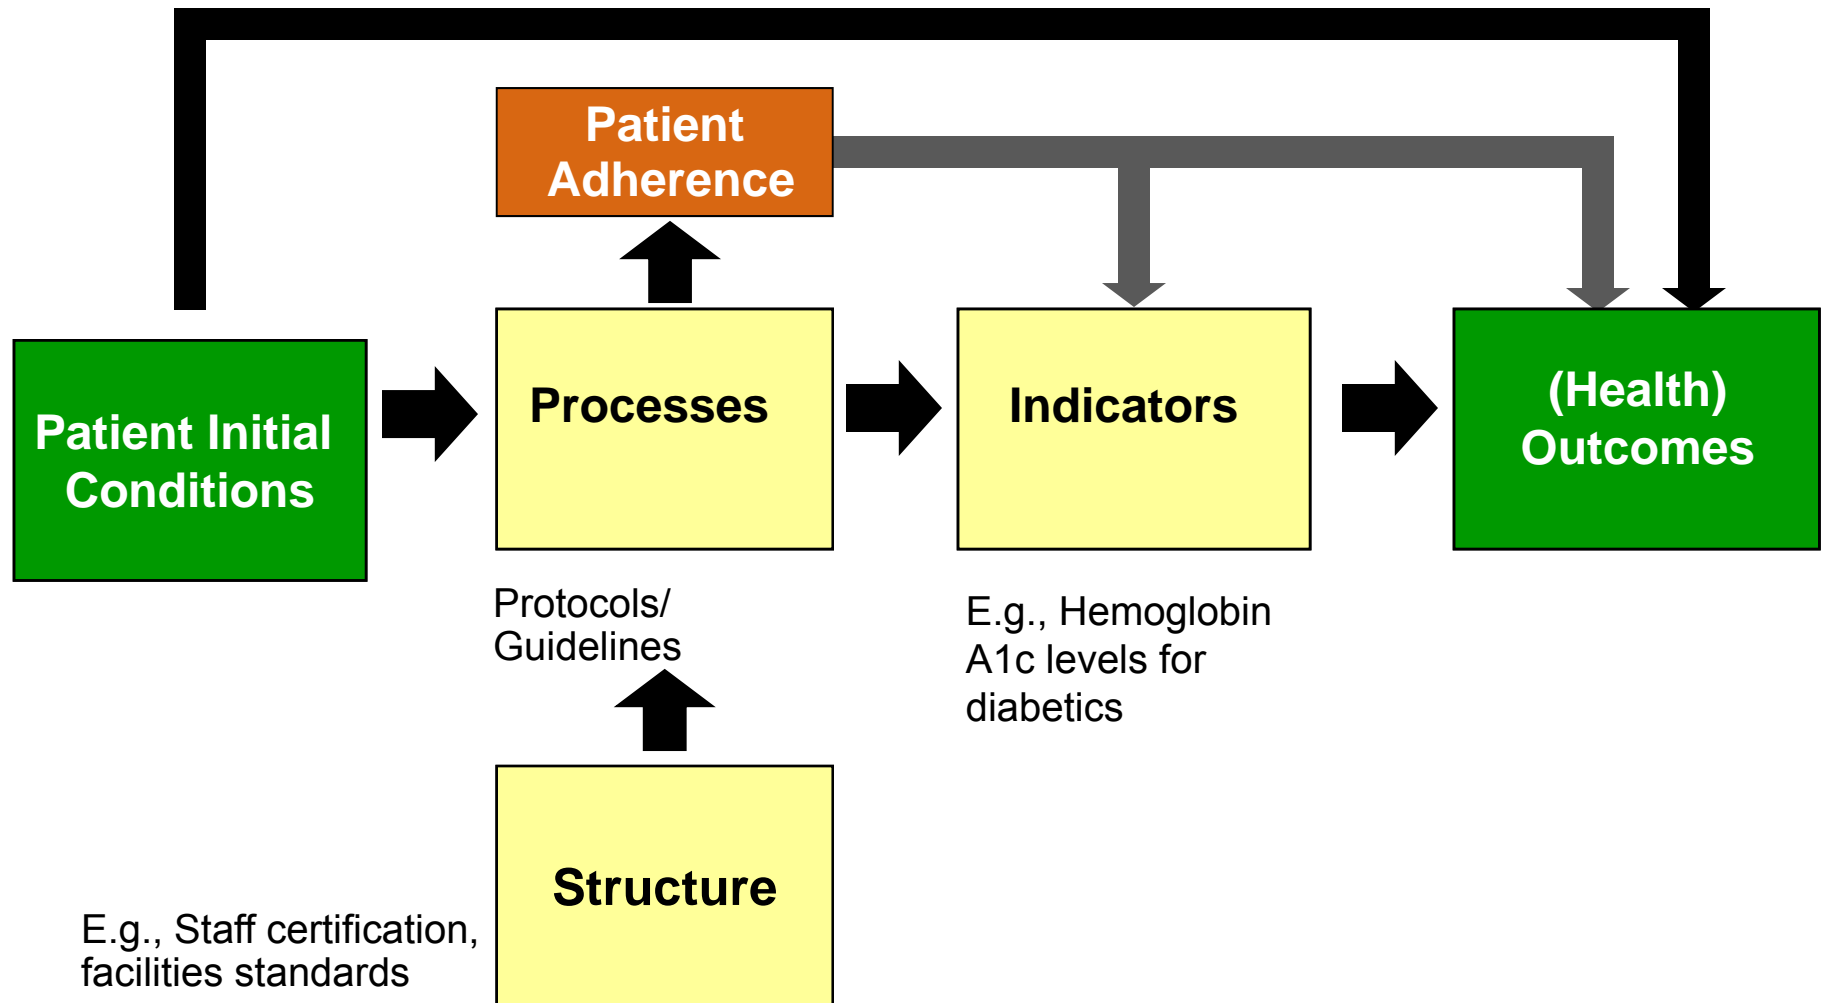 Patient
Adherence
Patient Initial
Conditions
Processes
Indicators
(Health)
Outcomes
Protocols/
Guidelines
E.g., Hemoglobin
A1c levels for
diabetics
Structure
E.g., Staff certification,
facilities standards